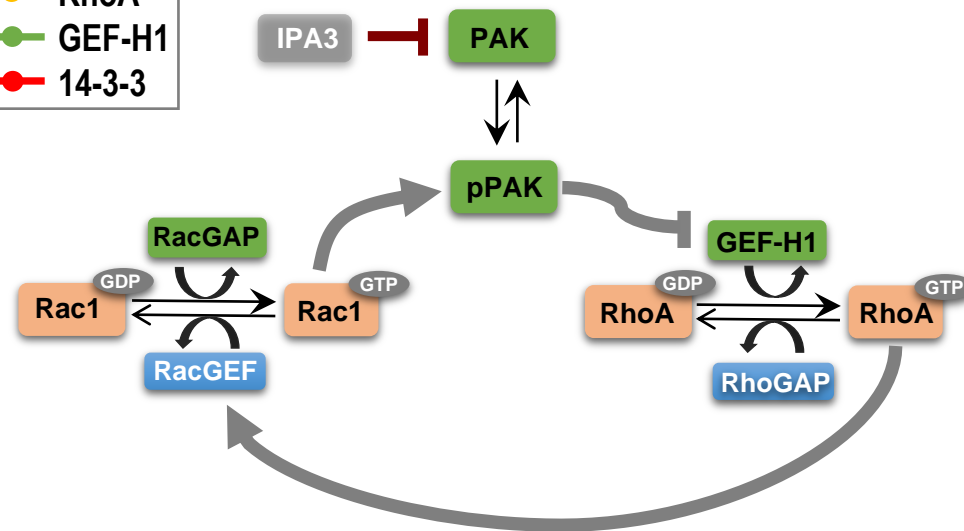 RhoA
GEF-H1
14-3-3
IPA3
PAK
pPAK
RacGAP
GEF-H1
GDP
GTP
GDP
GTP
Rac1
Rac1
RhoA
RhoA
RacGEF
RhoGAP